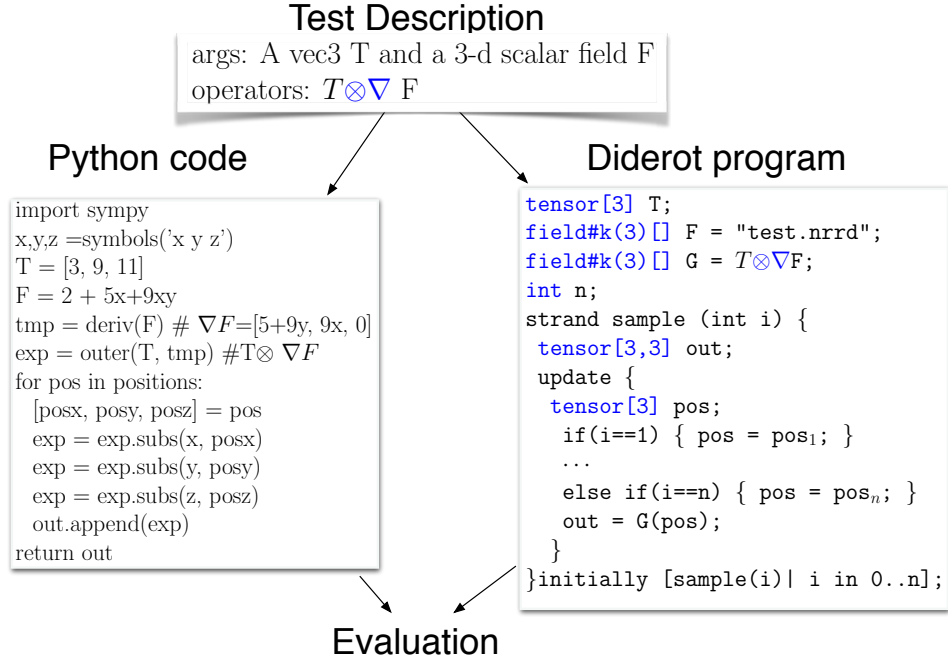 Test Description
args: A vec3 T and a 3-d scalar field F
operators: T⊗∇ F
Python code
import sympy
x,y,z =symbols('x y z')
T = [3, 9, 11]
F = 2 + 5x+9xy
tmp = deriv(F) # ∇F=[5+9y, 9x, 0]
exp = outer(T, tmp) #T⊗ ∇F
for pos in positions:
[posx, posy, posz] = pos
exp = exp.subs(x, posx)
exp = exp.subs(y, posy)
exp = exp.subs(z, posz)
out.append(exp)
return out
Diderot program
tensor[3] T;
field#k(3)[] F = "test.nrrd";
field#k(3)[] G = T⊗∇F;
int n;
strand sample (int i) {
tensor[3,3] out;
update {
tensor[3] pos;
if(i==1) { pos = pos₁; }
...
else if(i==n) { pos = posₙ; }
out = G(pos);
}
}initially [sample(i)| i in 0..n];
Evaluation